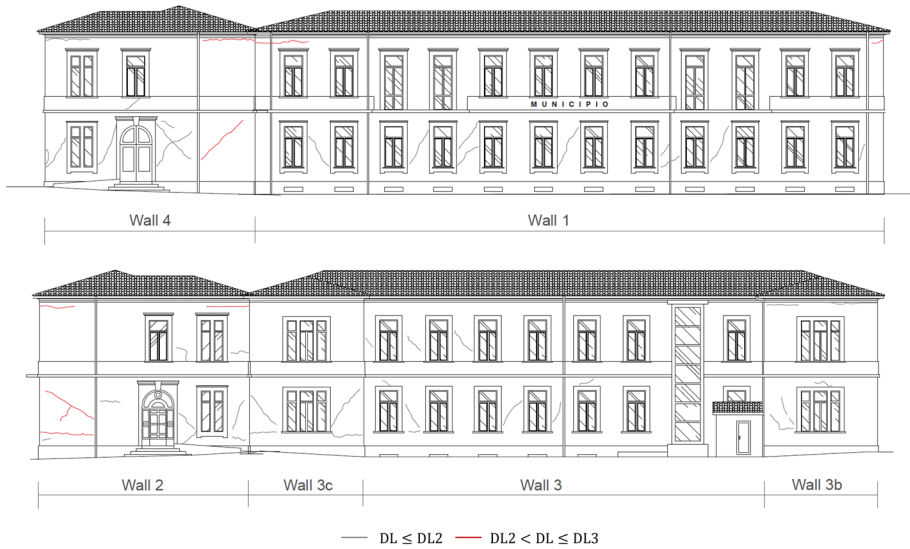 MUNICIPIO
Wall 4 Wall 1
Wall 2 Wall 3c Wall 3 Wall 3b
DL ≤ DL2 DL2 < DL ≤ DL3